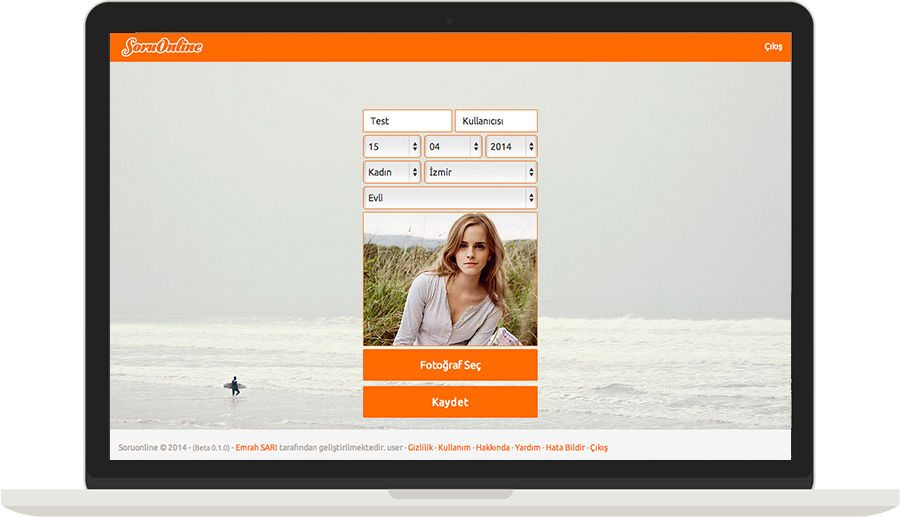 SoruOnline Çıkış
Test Kullanıcısı
15 04 2014
Kadın İzmir
Evli
Fotoğraf Seç
Kaydet
Soruonline © 2014 - (Beta 0.1.0) - Emrah SARI tarafından geliştirilmektedir. user - Gizlilik - Kullanım - Hakkında - Yardım - Hata Bildir - Çıkış